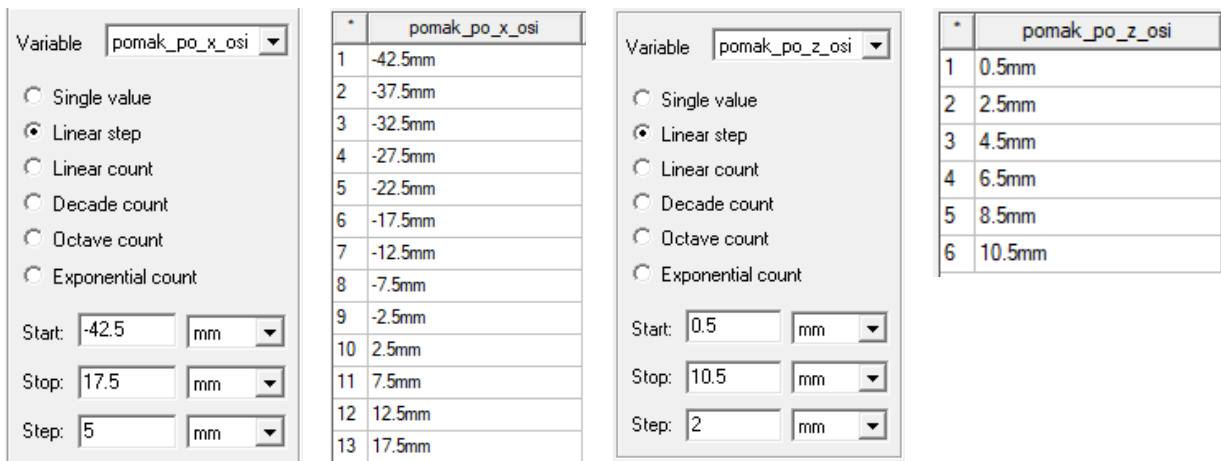 Variable pomak_po_x_osi
Single value
Linear step
Linear count
Decade count
Octave count
Exponential count
Start: -42.5 mm
Stop: 17.5 mm
Step: 5 mm
* pomak_po_x_osi
1 -42.5mm
2 -37.5mm
3 -32.5mm
4 -27.5mm
5 -22.5mm
6 -17.5mm
7 -12.5mm
8 -7.5mm
9 -2.5mm
10 2.5mm
11 7.5mm
12 12.5mm
13 17.5mm
Variable pomak_po_z_osi
Single value
Linear step
Linear count
Decade count
Octave count
Exponential count
Start: 0.5 mm
Stop: 10.5 mm
Step: 2 mm
* pomak_po_z_osi
1 0.5mm
2 2.5mm
3 4.5mm
4 6.5mm
5 8.5mm
6 10.5mm